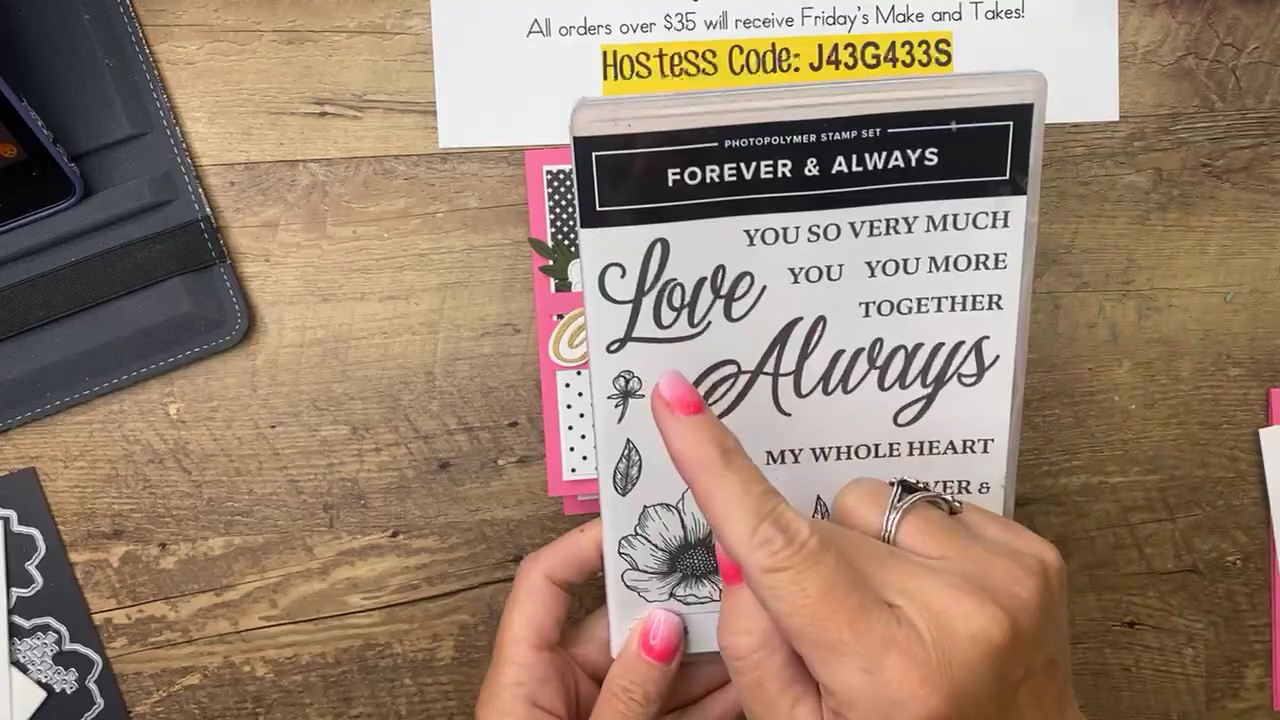 All orders over $35 will receive Friday's Make and Takes!
Hostess Code: J43G433S
PHOTOPOLYMER STAMP SET
FOREVER & ALWAYS
YOU SO VERY MUCH
Love
YOU YOU MORE
TOGETHER
Always
MY WHOLE HEART
&